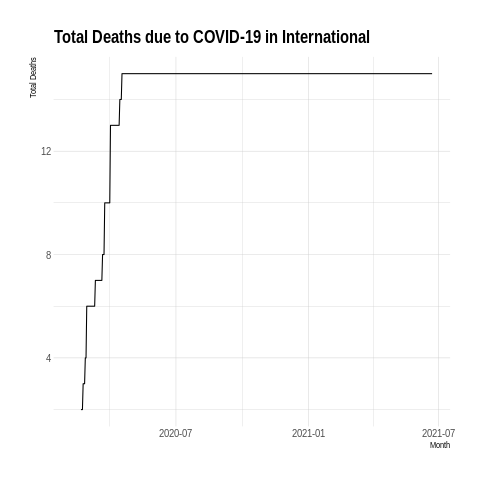 Total Deaths due to COVID-19 in International
Total Deaths
12
8
4
2020-07
2021-01
2021-07
Month